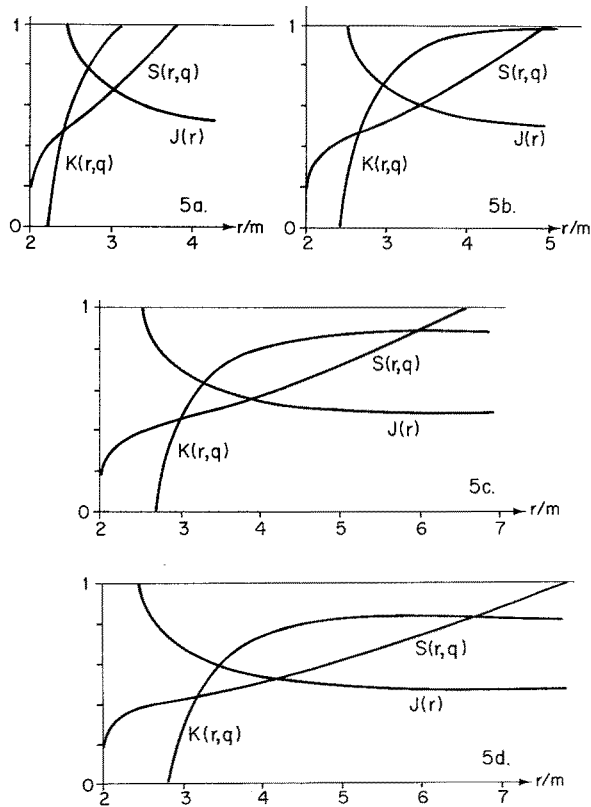 1
S(r,q)
J(r)
K(r,q)
5a.
0
2 3 4 r/m
1
S(r,q)
J(r)
K(r,q)
5b.
0
2 3 4 5 r/m
1
S(r,q)
J(r)
K(r,q)
5c.
0
2 3 4 5 6 7 r/m
1
S(r,q)
J(r)
K(r,q)
5d.
0
2 3 4 5 6 7 r/m